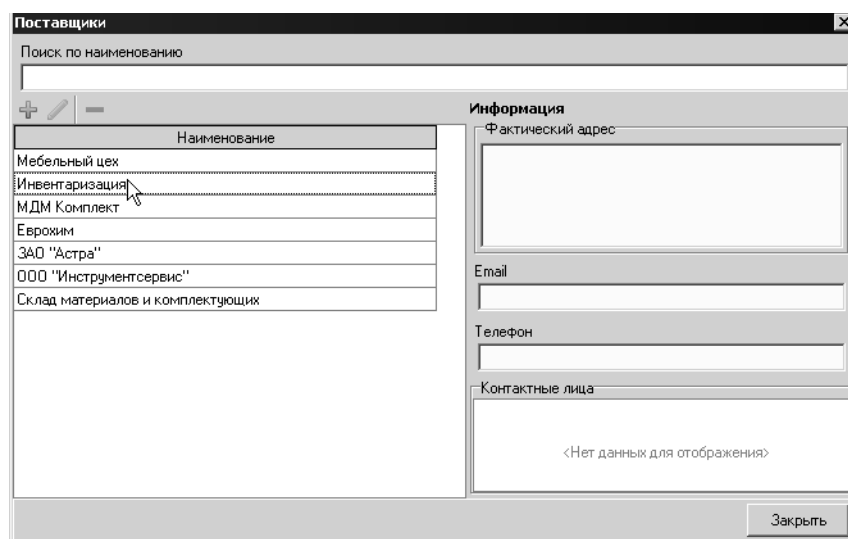 Поставщики
Поиск по наименованию
Наименование
Мебельный цех
Инвентаризация
МДМ Комплект
Еврохим
ЗАО "Астра"
ООО "Инструментсервис"
Склад материалов и комплектующих
Информация
Фактический адрес
Email
Телефон
Контактные лица
<Нет данных для отображения>
Закрыть